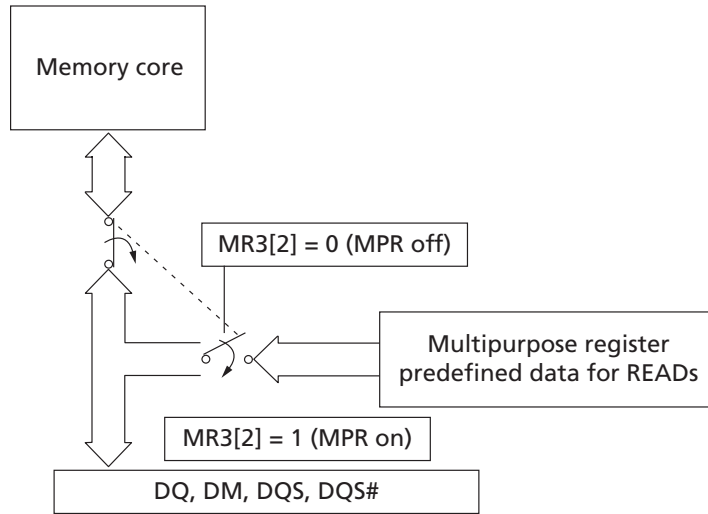 Memory core
MR3[2] = 0 (MPR off)
Multipurpose register
predefined data for READs
MR3[2] = 1 (MPR on)
DQ, DM, DQS, DQS#